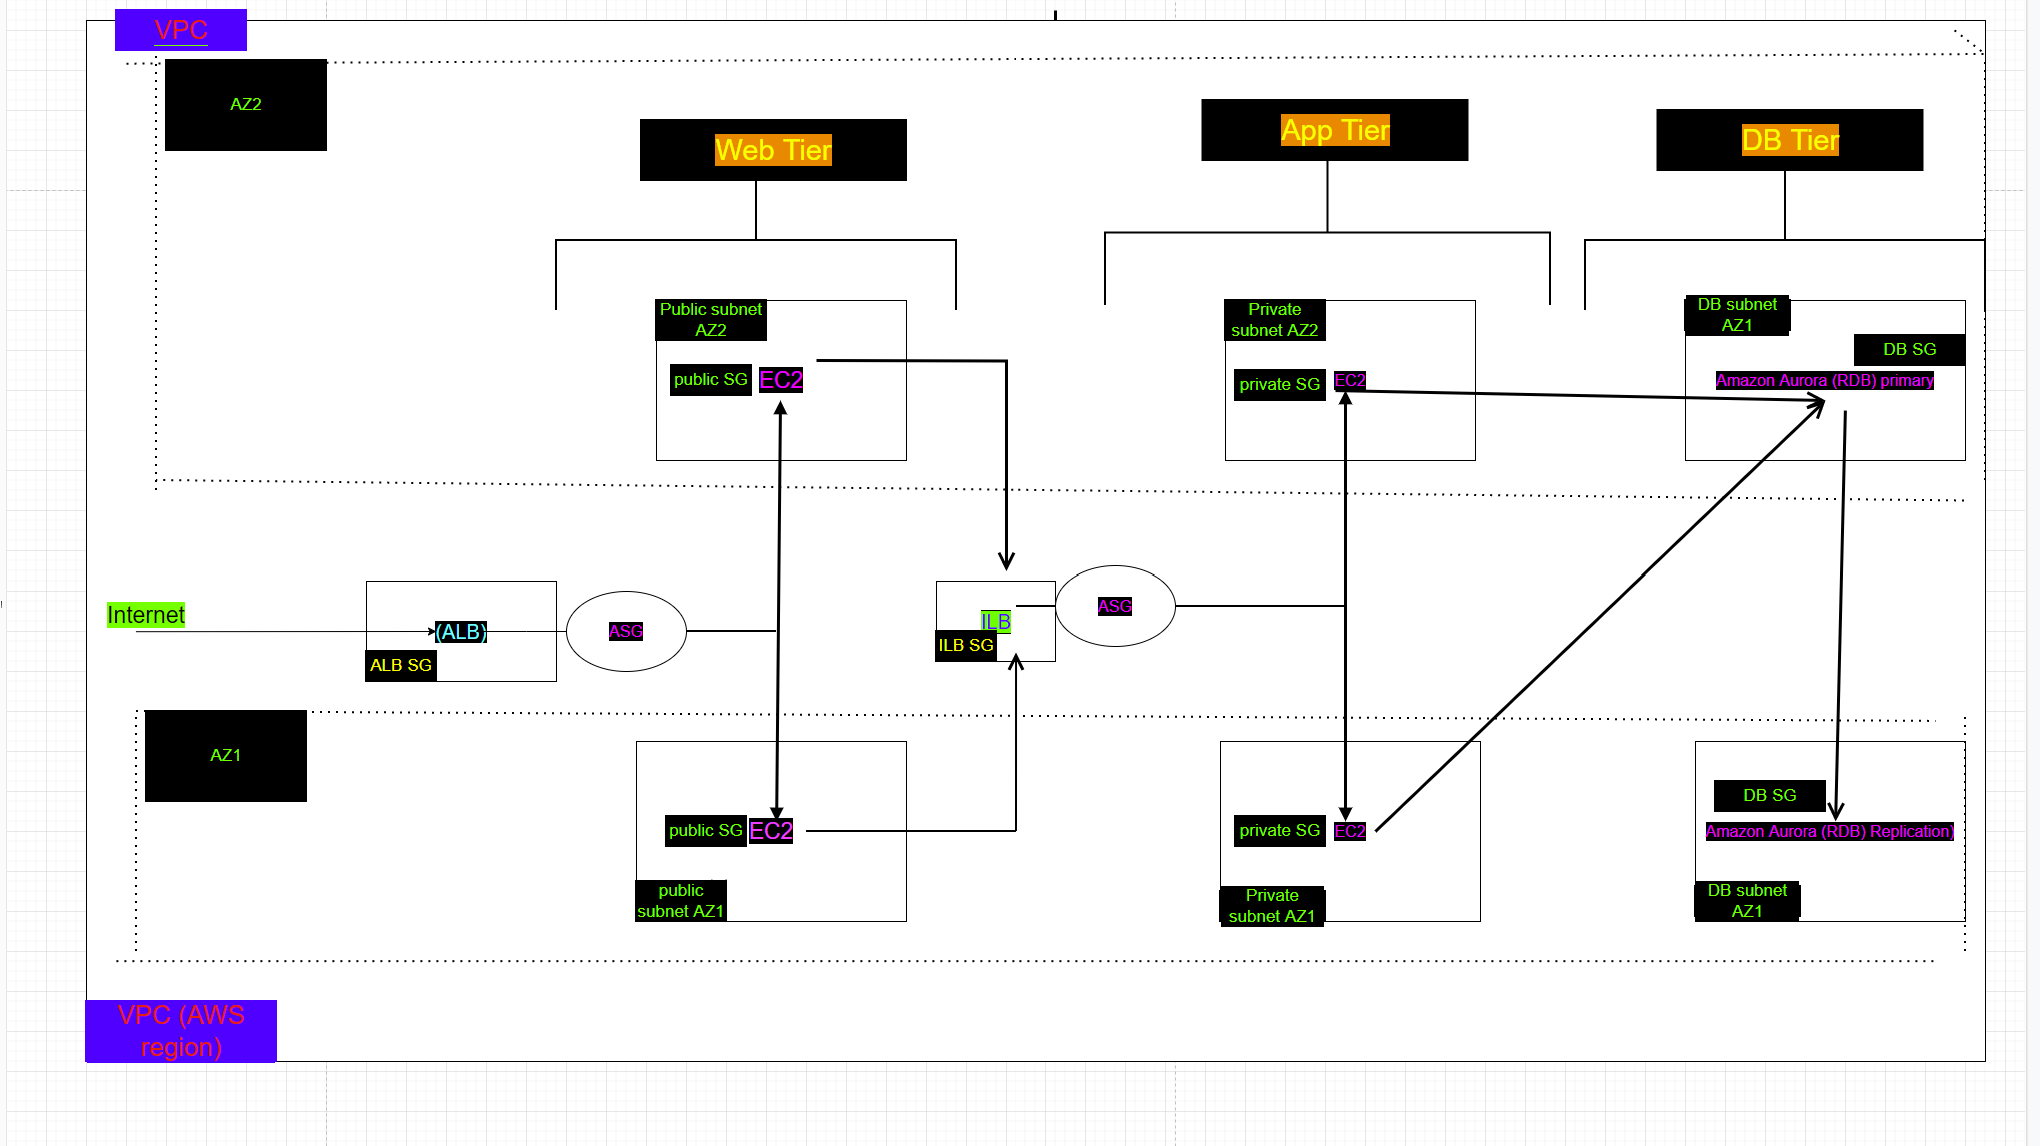 VPC
AZ2
Web Tier
App Tier
DB Tier
Public subnet
AZ2
public SG
EC2
Private
subnet AZ2
private SG
EC2
DB subnet
AZ1
DB SG
Amazon Aurora (RDB) primary
Internet
(ALB)
ALB SG
ASG
ILB
ILB SG
ASG
AZ1
public SG
EC2
public
subnet AZ1
private SG
EC2
Private
subnet AZ1
DB SG
Amazon Aurora (RDB) Replication)
DB subnet
AZ1
VPC (AWS
region)